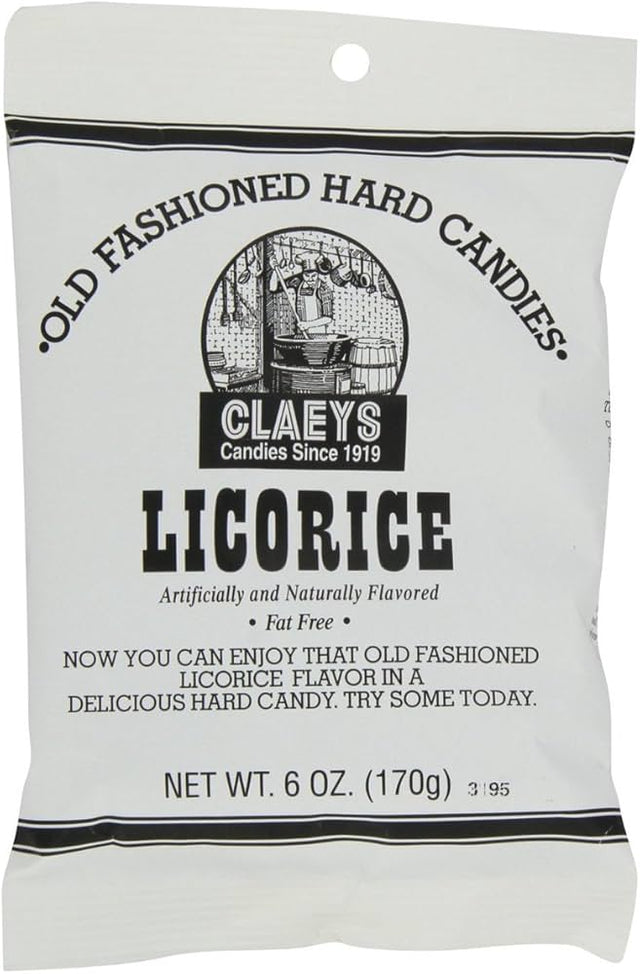 •OLD FASHIONED HARD CANDIES•
CLAEYS
Candies Since 1919
LICORICE
Artificially and Naturally Flavored
• Fat Free •
NOW YOU CAN ENJOY THAT OLD FASHIONED
LICORICE FLAVOR IN A
DELICIOUS HARD CANDY. TRY SOME TODAY.
NET WT. 6 OZ. (170g)